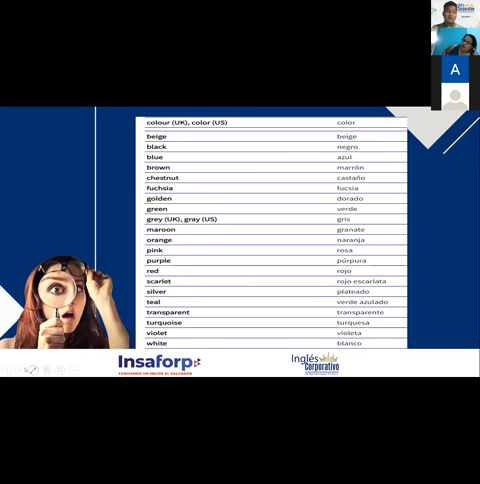 Inglés
Corporativo
A
colour (UK), color (US) color
beige beige
black negro
blue azul
brown marrón
chestnut castaño
fuchsia fucsia
golden dorado
green verde
grey (UK), gray (US) gris
maroon granate
orange naranja
pink rosa
purple púrpura
red rojo
scarlet rojo escarlata
silver plateado
teal verde azulado
transparent transparente
turquoise turquesa
violet violeta
white blanco
Insaforp
FORMANDO UN MEJOR EL SALVADOR
Inglés
Corporativo